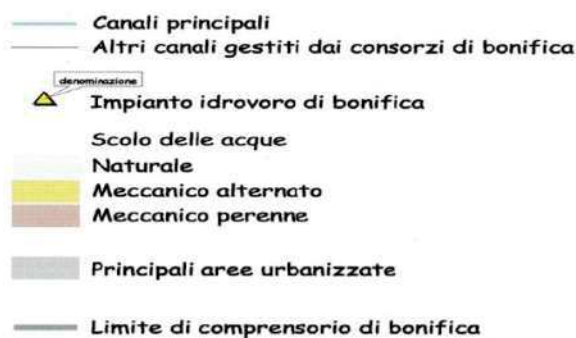 Canali principali
Altri canali gestiti dai consorzi di bonifica
denominazione
Impianto idrovoro di bonifica
Scolo delle acque
Naturale
Meccanico alternato
Meccanico perenne
Principali aree urbanizzate
Limite di comprensorio di bonifica